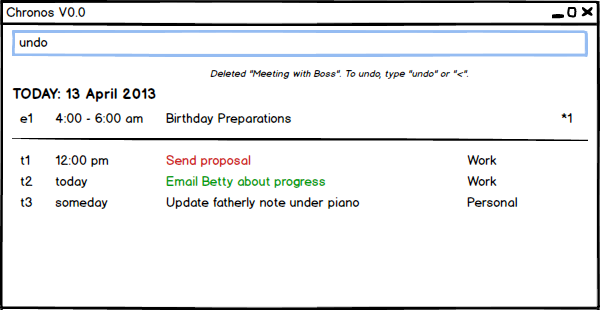 Chronos V0.0
undo
Deleted "Meeting with Boss". To undo, type "undo" or "<".
TODAY: 13 April 2013
e1 4:00 - 6:00 am Birthday Preparations *1
t1 12:00 pm Send proposal Work
t2 today Email Betty about progress Work
t3 someday Update fatherly note under piano Personal